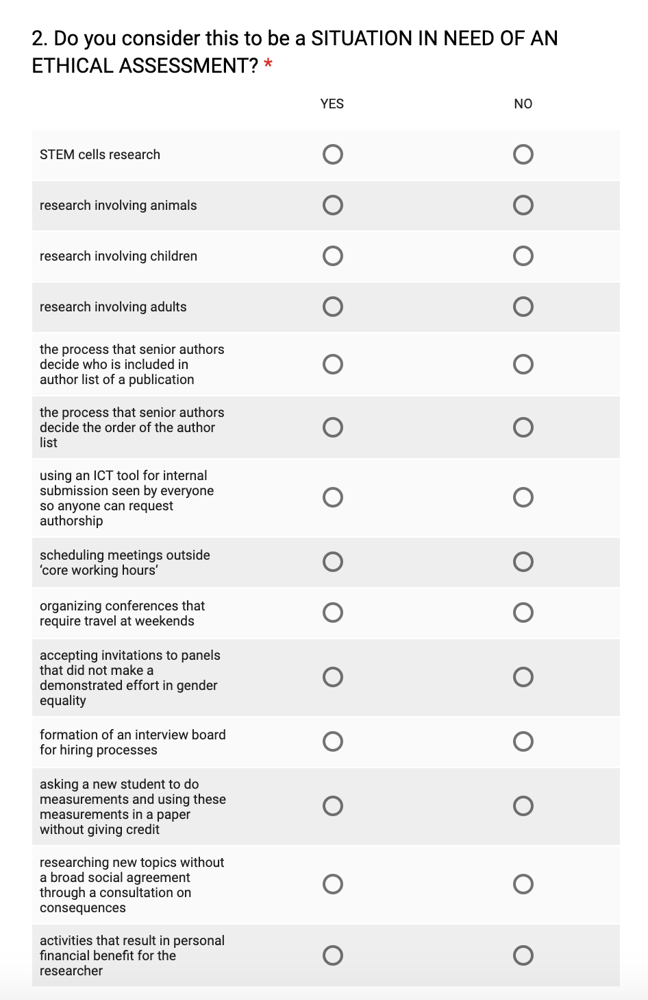 2. Do you consider this to be a SITUATION IN NEED OF AN
ETHICAL ASSESSMENT? *
YES NO
STEM cells research
research involving animals
research involving children
research involving adults
the process that senior authors
decide who is included in
author list of a publication
the process that senior authors
decide the order of the author
list
using an ICT tool for internal
submission seen by everyone
so anyone can request
authorship
scheduling meetings outside
‘core working hours’
organizing conferences that
require travel at weekends
accepting invitations to panels
that did not make a
demonstrated effort in gender
equality
formation of an interview board
for hiring processes
asking a new student to do
measurements and using these
measurements in a paper
without giving credit
researching new topics without
a broad social agreement
through a consultation on
consequences
activities that result in personal
financial benefit for the
researcher